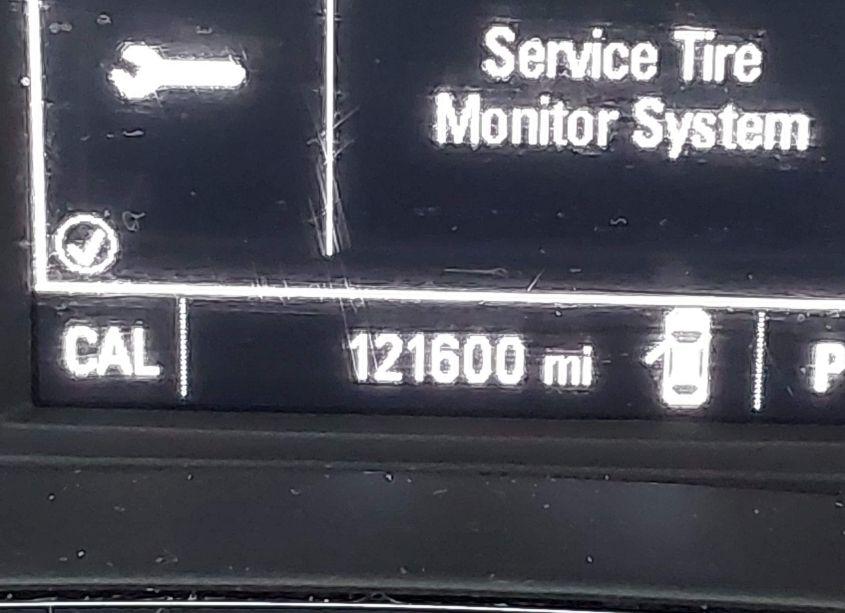 Service Tire
Monitor System
CAL 121600 mi P